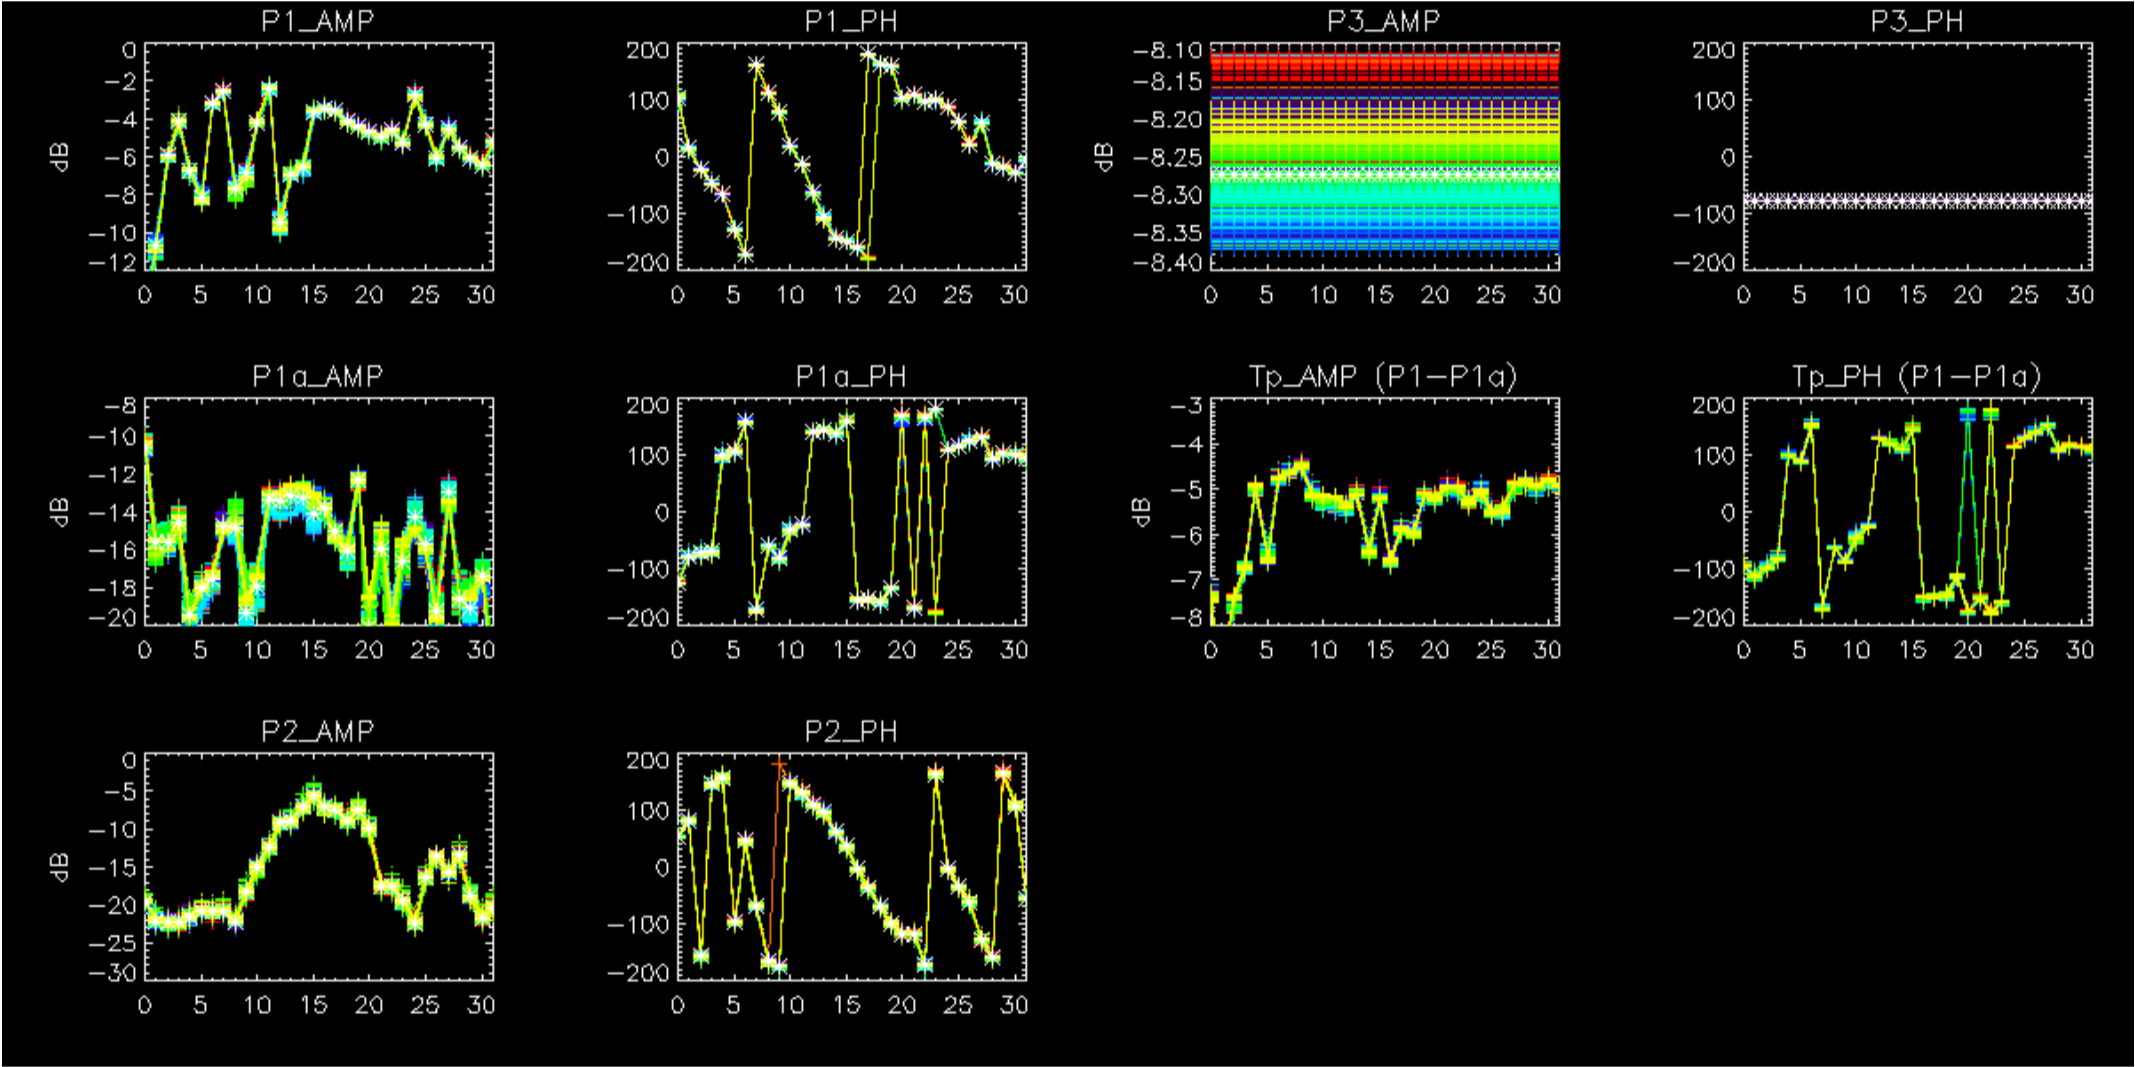 P1_AMP
0
-2
-4
-6
-8
-10
-12
dB
0 5 10 15 20 25 30
P1_PH
200
100
0
-100
-200
0 5 10 15 20 25 30
P3_AMP
-8.10
-8.15
-8.20
-8.25
-8.30
-8.35
-8.40
dB
0 5 10 15 20 25 30
P3_PH
200
100
0
-100
-200
0 5 10 15 20 25 30
P1a_AMP
-8
-10
-12
-14
-16
-18
-20
dB
0 5 10 15 20 25 30
P1a_PH
200
100
0
-100
-200
0 5 10 15 20 25 30
Tp_AMP (P1-P1a)
-3
-4
-5
-6
-7
-8
dB
0 5 10 15 20 25 30
Tp_PH (P1-P1a)
200
100
0
-100
-200
0 5 10 15 20 25 30
P2_AMP
0
-5
-10
-15
-20
-25
-30
dB
0 5 10 15 20 25 30
P2_PH
200
100
0
-100
-200
0 5 10 15 20 25 30